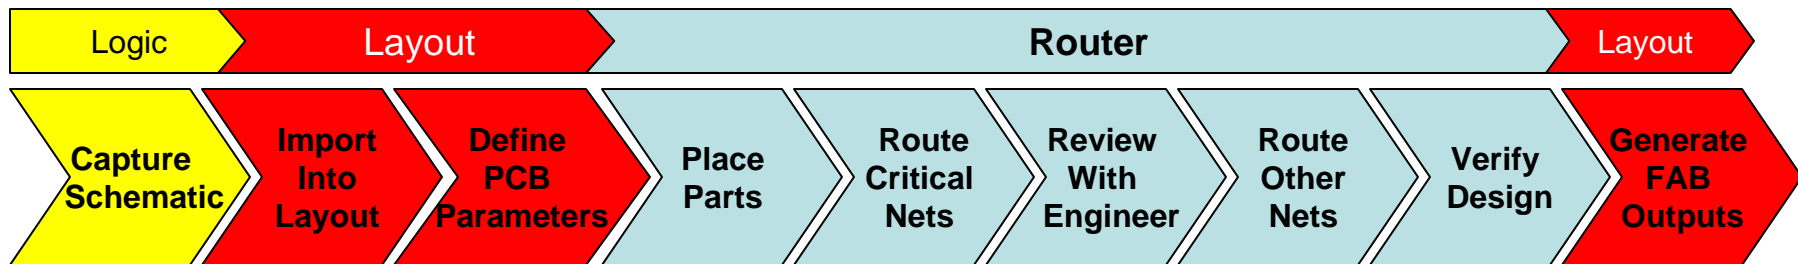 Logic
Layout
Router
Layout
Capture
Schematic
Import
Into
Layout
Define
PCB
Parameters
Place
Parts
Route
Critical
Nets
Review
With
Engineer
Route
Other
Nets
Verify
Design
Generate
FAB
Outputs